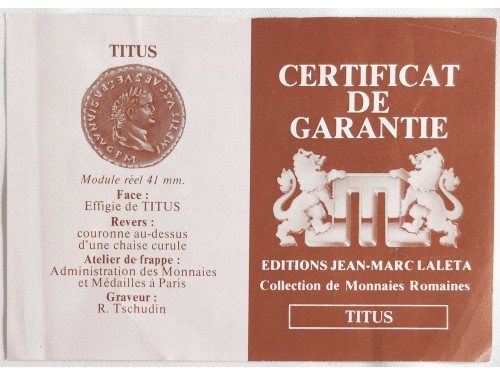 TITUS
Module réel 41 mm.
Face :
Effigie de TITUS
Revers :
couronne au-dessus
d'une chaise curule
Atelier de frappe :
Administration des Monnaies
et Médailles à Paris
Graveur :
R. Tschudin
CERTIFICAT
DE
GARANTIE
EDITIONS JEAN-MARC LALETA
Collection de Monnaies Romaines
TITUS